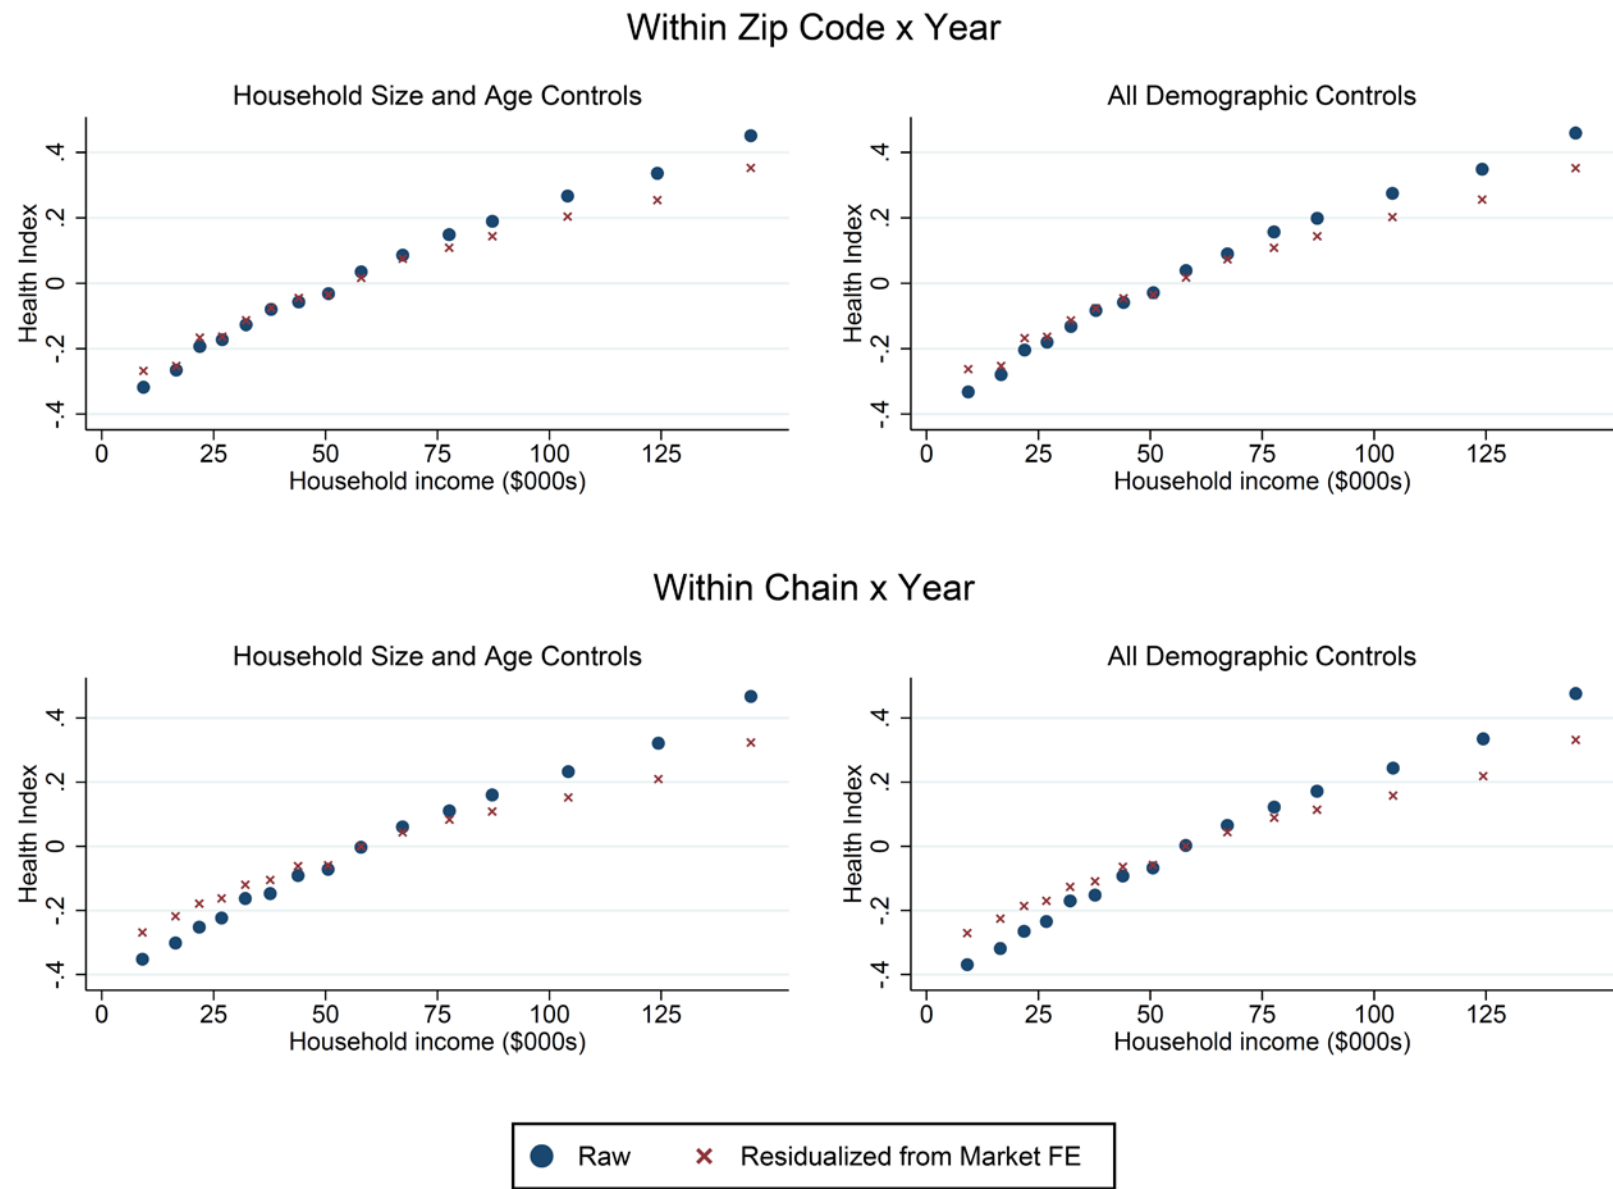 Within Zip Code x Year
Household Size and Age Controls
Health Index
.4
.2
0
-.2
-.4
0 25 50 75 100 125
Household income ($000s)
All Demographic Controls
Health Index
.4
.2
0
-.2
-.4
0 25 50 75 100 125
Household income ($000s)
Within Chain x Year
Household Size and Age Controls
Health Index
.4
.2
0
-.2
-.4
0 25 50 75 100 125
Household income ($000s)
All Demographic Controls
Health Index
.4
.2
0
-.2
-.4
0 25 50 75 100 125
Household income ($000s)
Raw Residualized from Market FE